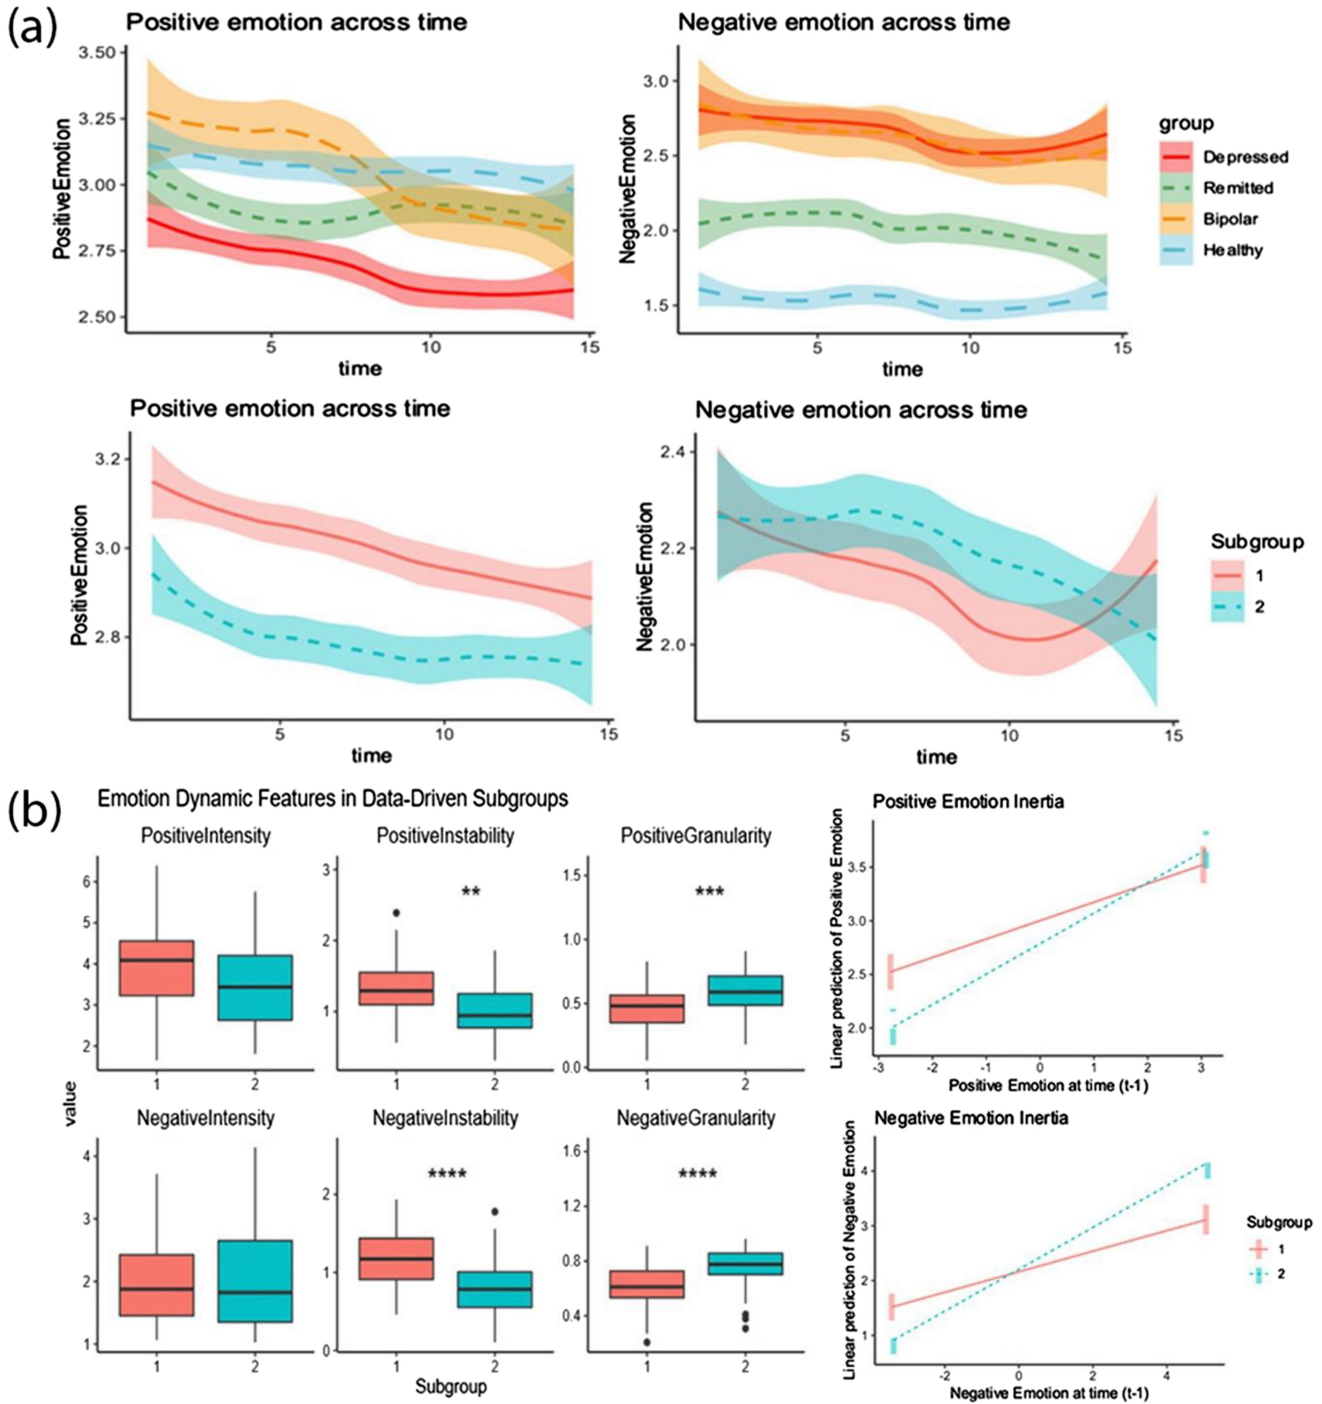 (a)
Positive emotion across time
Negative emotion across time
PositiveEmotion
3.50
3.25
3.00
2.75
2.50
5 10 15
time
NegativeEmotion
3.0
2.5
2.0
1.5
5 10 15
time
group
Depressed
Remitted
Bipolar
Healthy
Positive emotion across time
Negative emotion across time
PositiveEmotion
3.2
3.0
2.8
5 10 15
time
NegativeEmotion
2.4
2.2
2.0
5 10 15
time
Subgroup
1
2
(b)
Emotion Dynamic Features in Data-Driven Subgroups
value
PositiveIntensity
6
5
4
3
2
1 2
PositiveInstability
**
3
2
1
1 2
PositiveGranularity
***
1.5
1.0
0.5
0.0
1 2
Positive Emotion Inertia
Linear prediction of Positive Emotion
3.5
3.0
2.5
2.0
-3 -2 -1 0 1 2 3
Positive Emotion at time (t-1)
NegativeIntensity
4
3
2
1
1 2
NegativeInstability
****
2
1
0
1 2
NegativeGranularity
****
1.6
1.2
0.8
0.4
1 2
Subgroup
Negative Emotion Inertia
Linear prediction of Negative Emotion
4
3
2
1
-2 0 2 4
Negative Emotion at time (t-1)
Subgroup
1
2